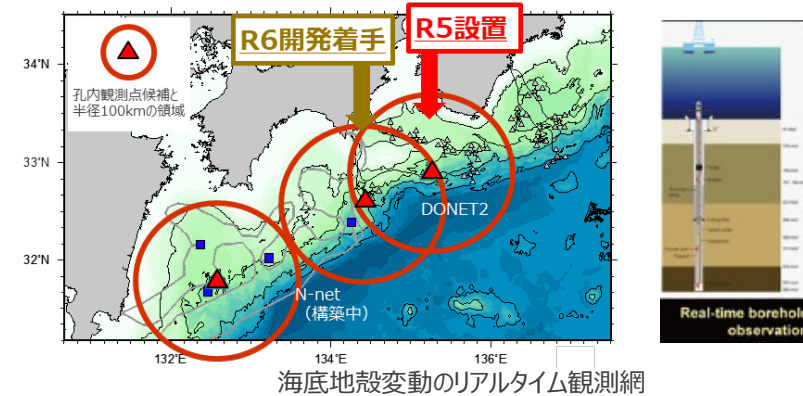 R6開発着手
R5設置
孔内観測点候補と
半径100kmの領域
34°N
33°N
32°N
DONET2
N-net
（構築中）
132°E
134°E
136°E
海底地殻変動のリアルタイム観測網
Real-time borehol
observation